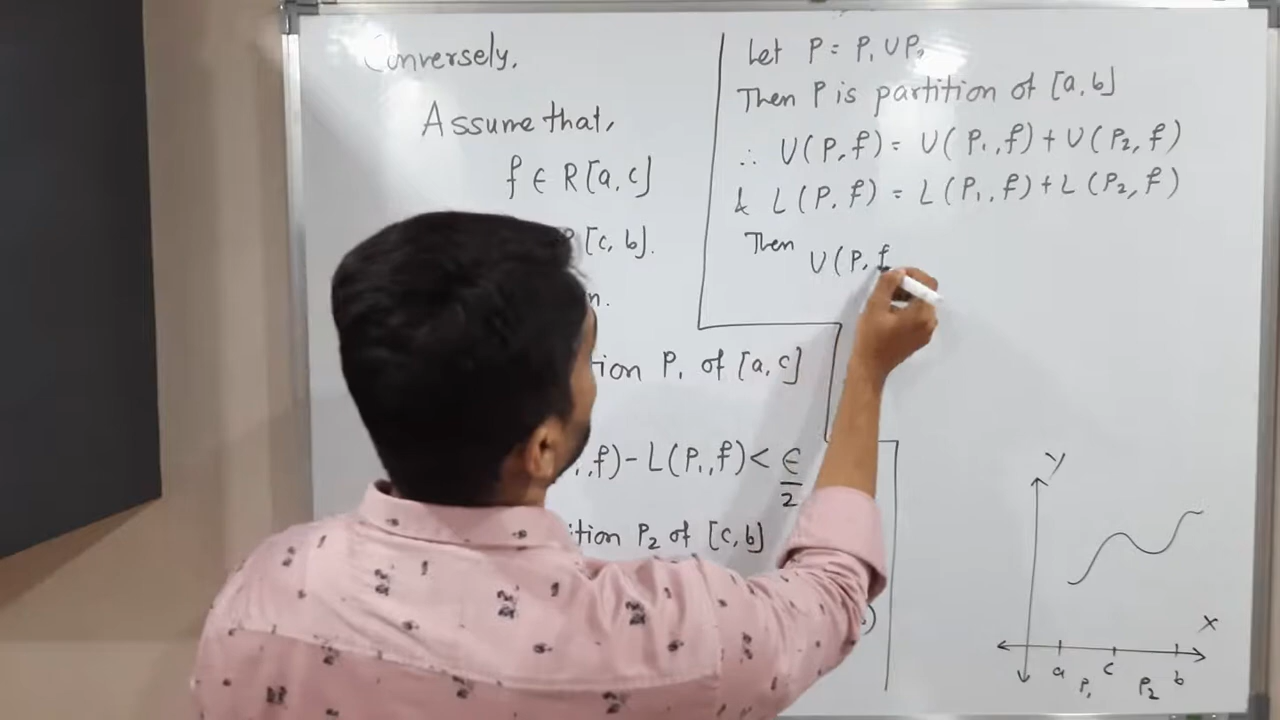 Conversely,
Assume that,
f ∈ R[a, c]
[c, b].
n.
tion P₁ of [a, c]
, f) - L(P₁, f) < ϵ/2
ition P₂ of [c, b]
)
Let P = P₁ ∪ P₂
Then P is partition of [a, b]
∴ U(P, f) = U(P₁, f) + U(P₂, f)
& L(P, f) = L(P₁, f) + L(P₂, f)
Then U(P, f
Y
X
a c b
P₁ P₂